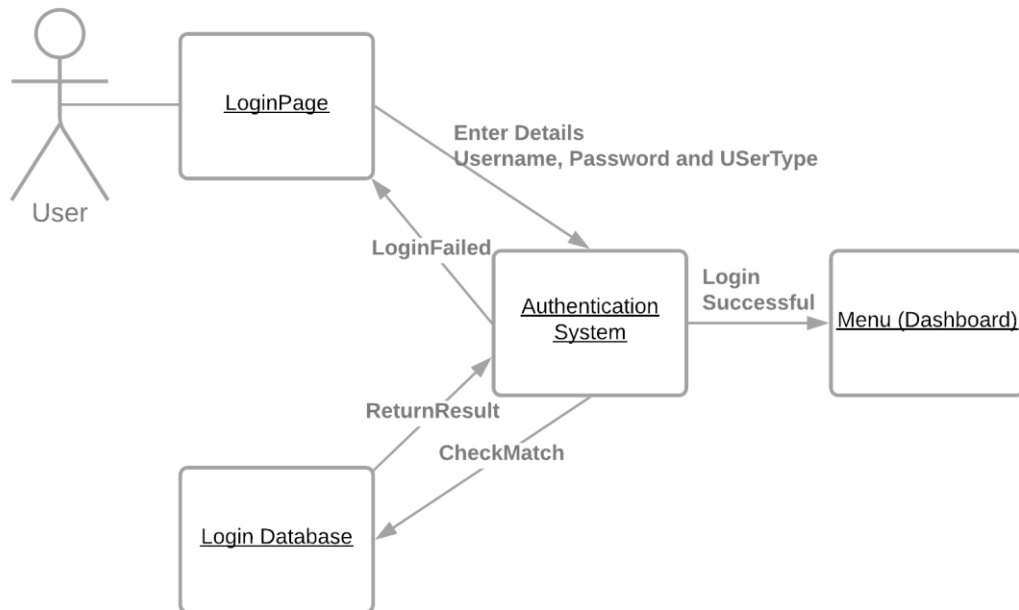 LoginPage
Enter Details
Username, Password and USerType
User
LoginFailed
Authentication
System
Login
Successful
Menu (Dashboard)
ReturnResult
CheckMatch
Login Database